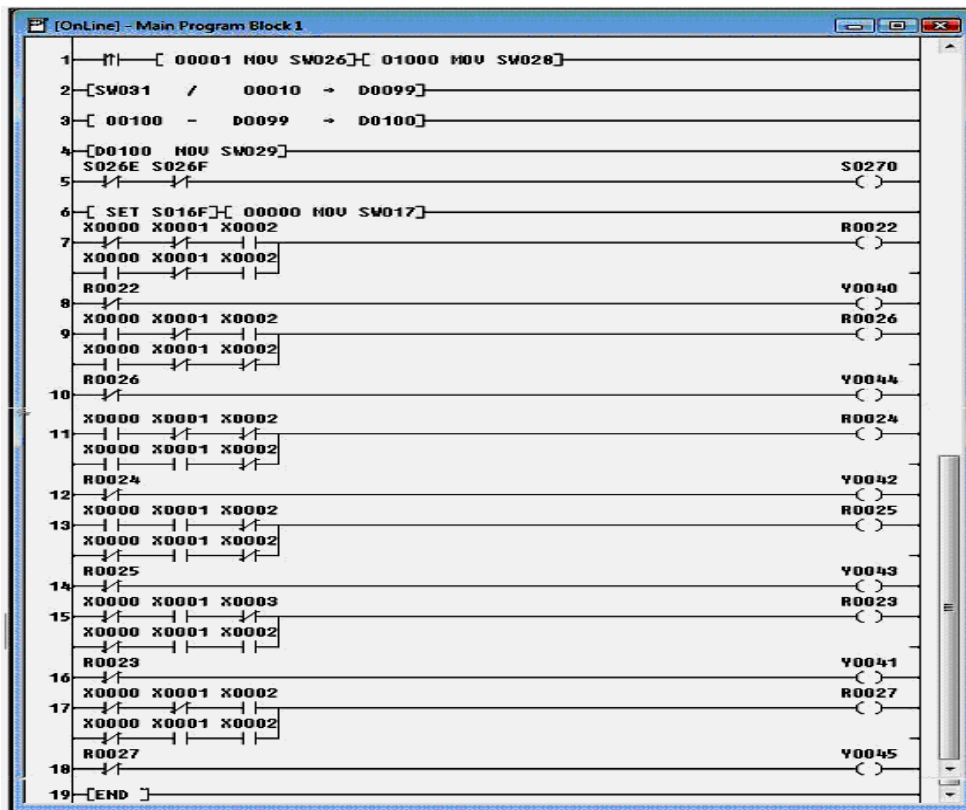 [OnLine] - Main Program Block 1
1 [ 00001 MOV SW026][ 01000 MOV SW028]
2 [SW031 / 00010 → D0099]
3 [ 00100 - D0099 → D0100]
4 [D0100 MOV SW029]
S026E S026F S0270
5
6 [ SET S016F][ 00000 MOV SW017]
X0000 X0001 X0002 R0022
7
X0000 X0001 X0002
R0022 Y0040
8
X0000 X0001 X0002 R0026
9
X0000 X0001 X0002
R0026 Y0044
10
X0000 X0001 X0002 R0024
11
X0000 X0001 X0002
R0024 Y0042
12
X0000 X0001 X0002 R0025
13
X0000 X0001 X0002
R0025 Y0043
14
X0000 X0001 X0003 R0023
15
X0000 X0001 X0002
R0023 Y0041
16
X0000 X0001 X0002 R0027
17
X0000 X0001 X0002
R0027 Y0045
18
19 [END ]